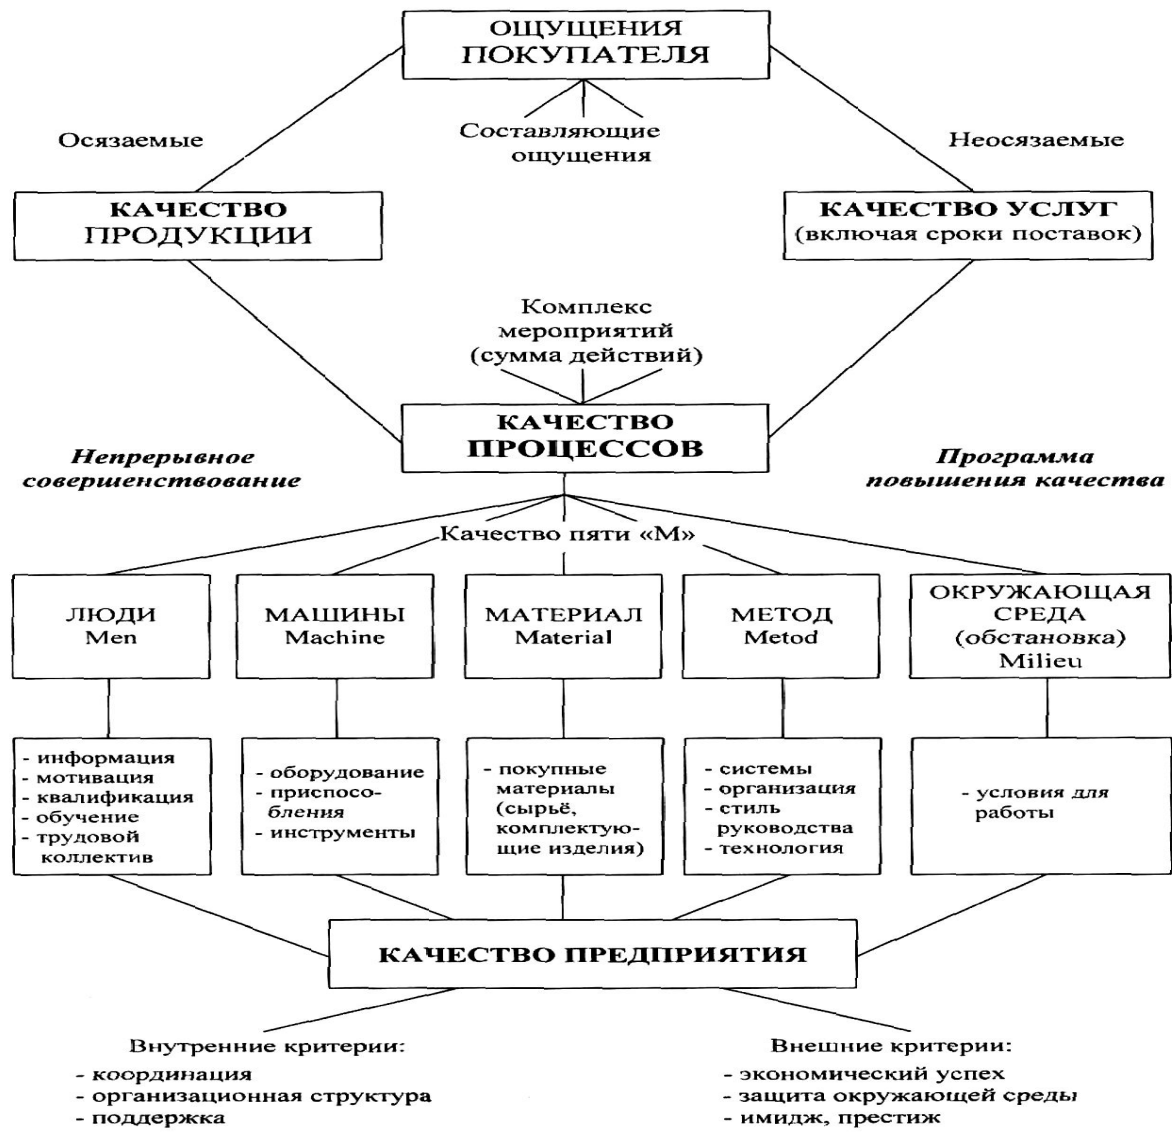 ОЩУЩЕНИЯ
ПОКУПАТЕЛЯ
Осязаемые
Составляющие
ощущения
Неосязаемые
КАЧЕСТВО
ПРОДУКЦИИ
КАЧЕСТВО УСЛУГ
(включая сроки поставок)
Комплекс
мероприятий
(сумма действий)
КАЧЕСТВО
ПРОЦЕССОВ
Непрерывное
совершенствование
Программа
повышения качества
Качество пяти «М»
ЛЮДИ
Men
МАШИНЫ
Machine
МАТЕРИАЛ
Material
МЕТОД
Metod
ОКРУЖАЮЩАЯ
СРЕДА
(обстановка)
Milieu
- информация
- мотивация
- квалификация
- обучение
- трудовой
коллектив
- оборудование
- приспосо-
бления
- инструменты
- покупные
материалы
(сырьё,
комплектую-
щие изделия)
- системы
- организация
- стиль
руководства
- технология
- условия для
работы
КАЧЕСТВО ПРЕДПРИЯТИЯ
Внутренние критерии:
- координация
- организационная структура
- поддержка
Внешние критерии:
- экономический успех
- защита окружающей среды
- имидж, престиж